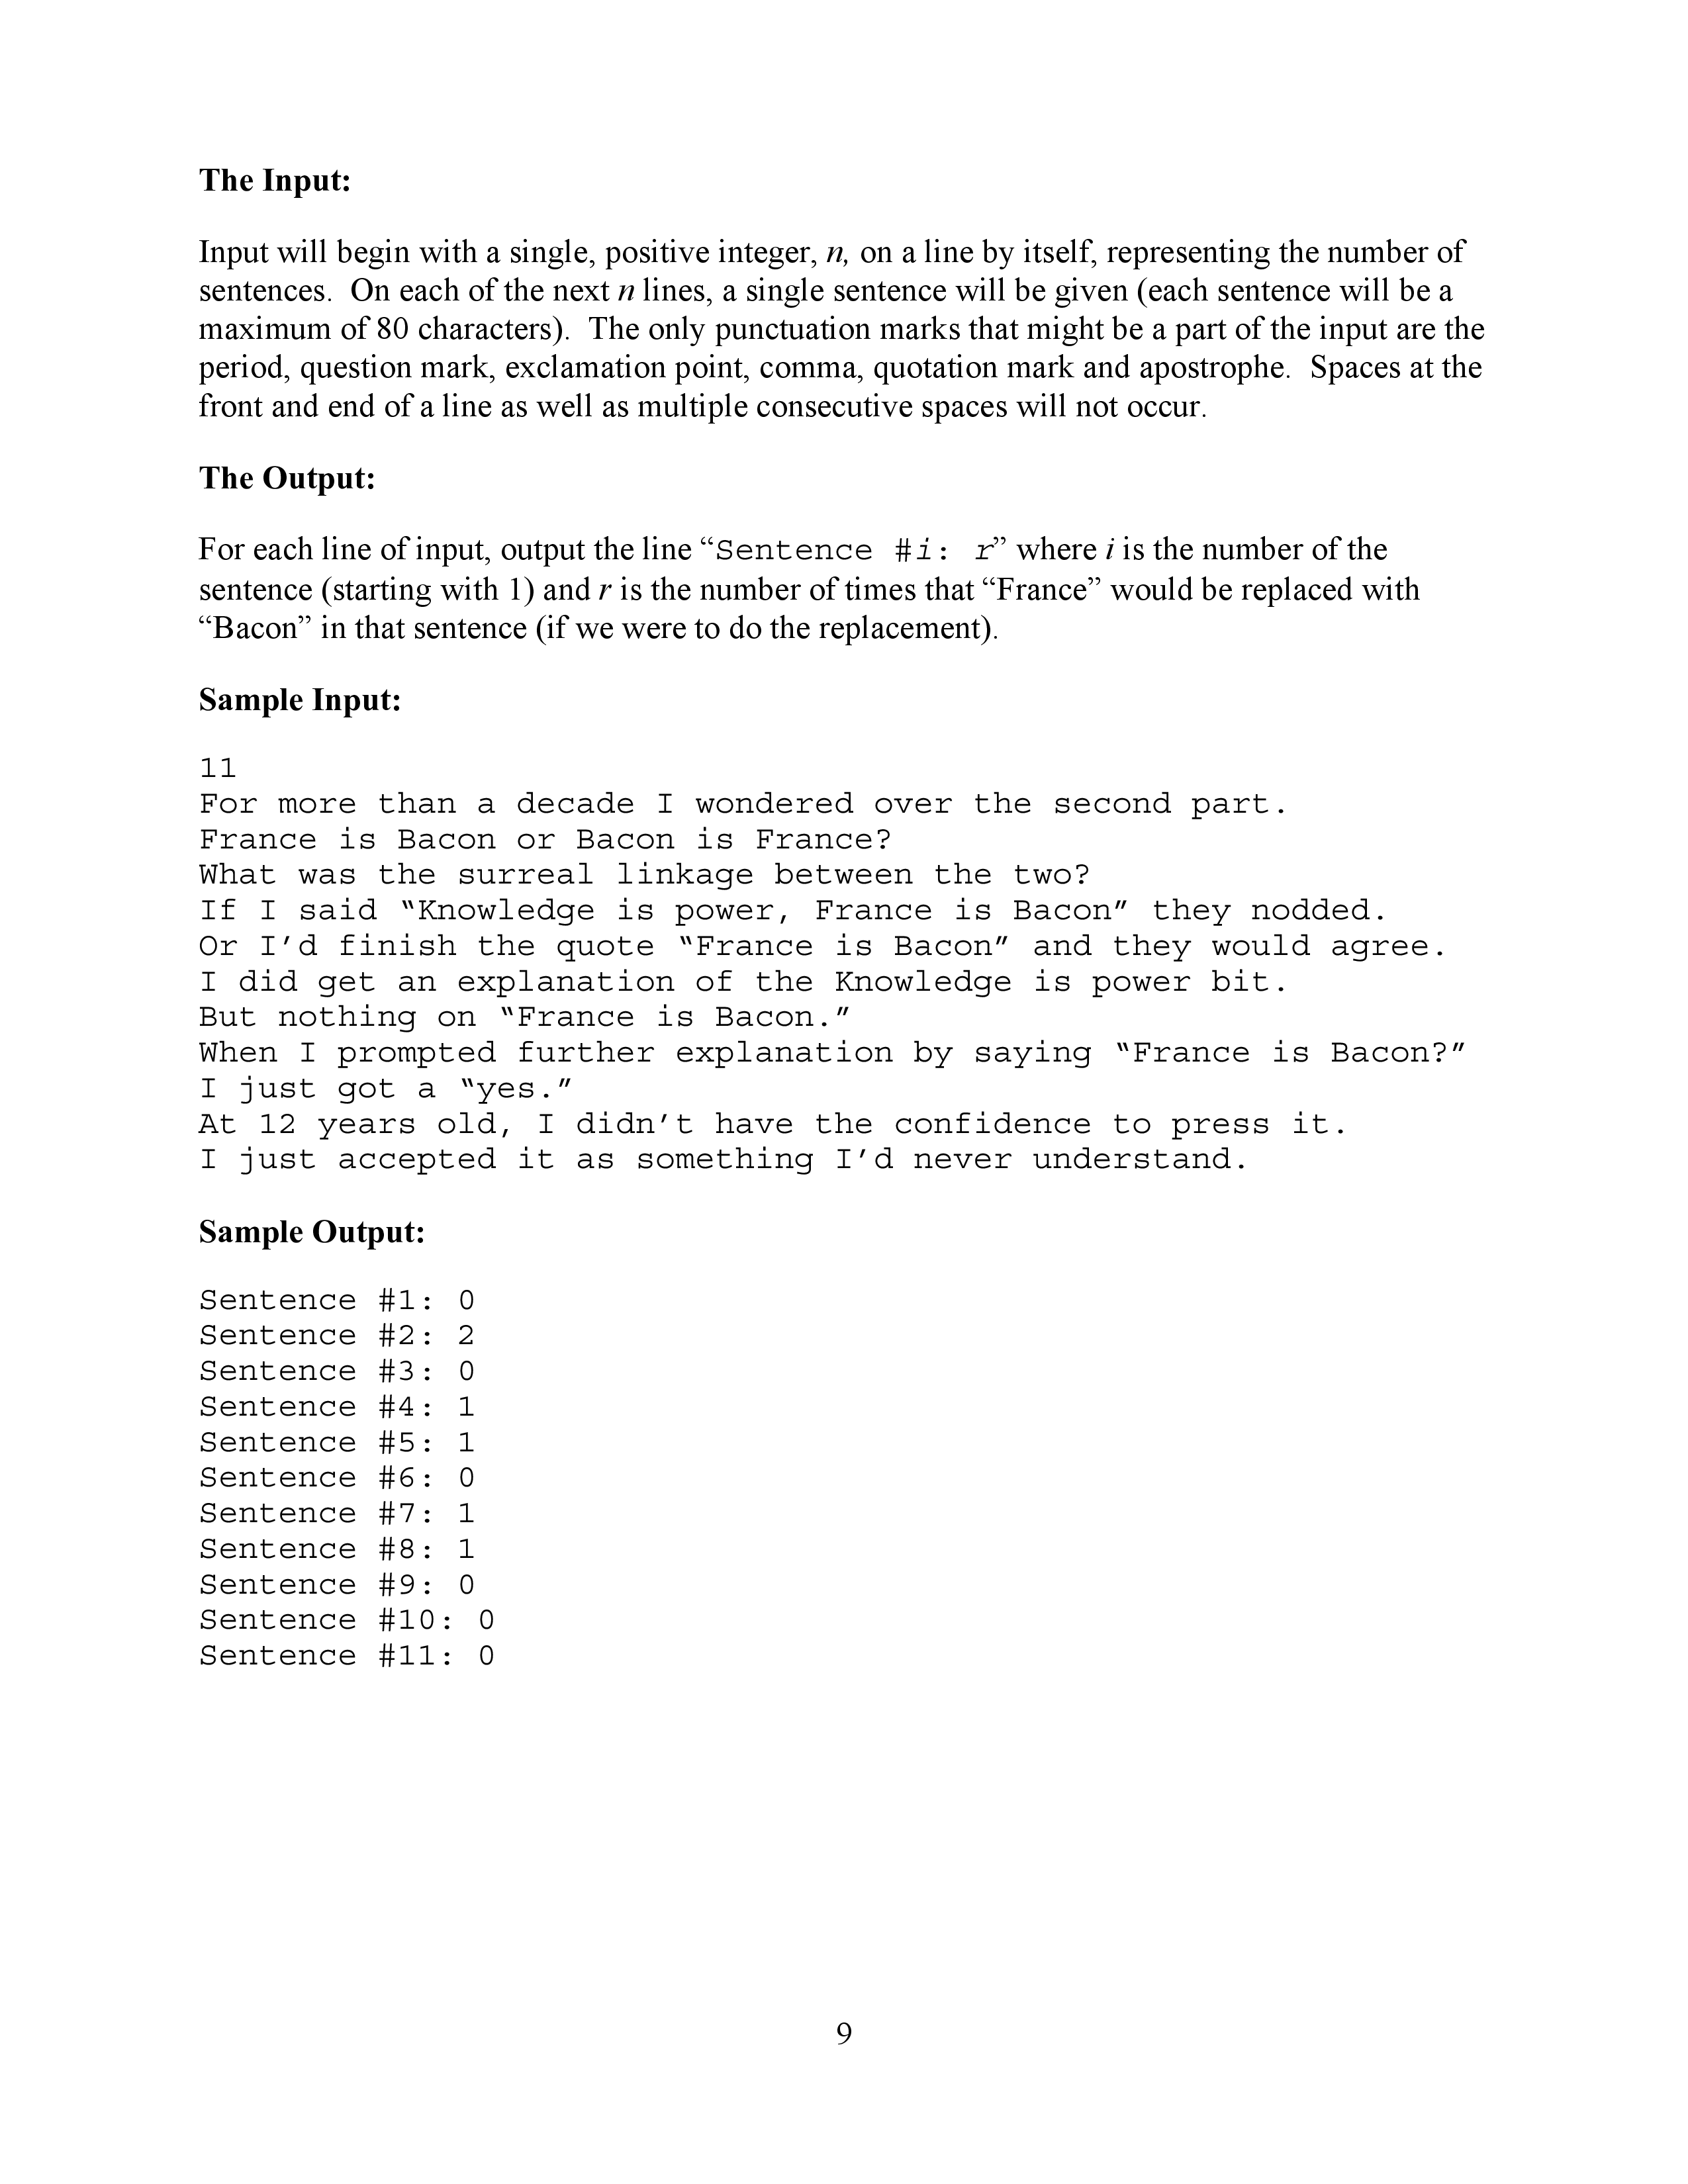 The Input:
Input will begin with a single, positive integer, n, on a line by itself, representing the number of
sentences.  On each of the next n lines, a single sentence will be given (each sentence will be a
maximum of 80 characters).  The only punctuation marks that might be a part of the input are the
period, question mark, exclamation point, comma, quotation mark and apostrophe.  Spaces at the
front and end of a line as well as multiple consecutive spaces will not occur.
The Output:
For each line of input, output the line “Sentence #i: r” where i is the number of the
sentence (starting with 1) and r is the number of times that “France” would be replaced with
“Bacon” in that sentence (if we were to do the replacement).
Sample Input:
11
For more than a decade I wondered over the second part.
France is Bacon or Bacon is France?
What was the surreal linkage between the two?
If I said “Knowledge is power, France is Bacon” they nodded.
Or I’d finish the quote “France is Bacon” and they would agree.
I did get an explanation of the Knowledge is power bit.
But nothing on “France is Bacon.”
When I prompted further explanation by saying “France is Bacon?”
I just got a “yes.”
At 12 years old, I didn’t have the confidence to press it.
I just accepted it as something I’d never understand.
Sample Output:
Sentence #1: 0
Sentence #2: 2
Sentence #3: 0
Sentence #4: 1
Sentence #5: 1
Sentence #6: 0
Sentence #7: 1
Sentence #8: 1
Sentence #9: 0
Sentence #10: 0
Sentence #11: 0
9